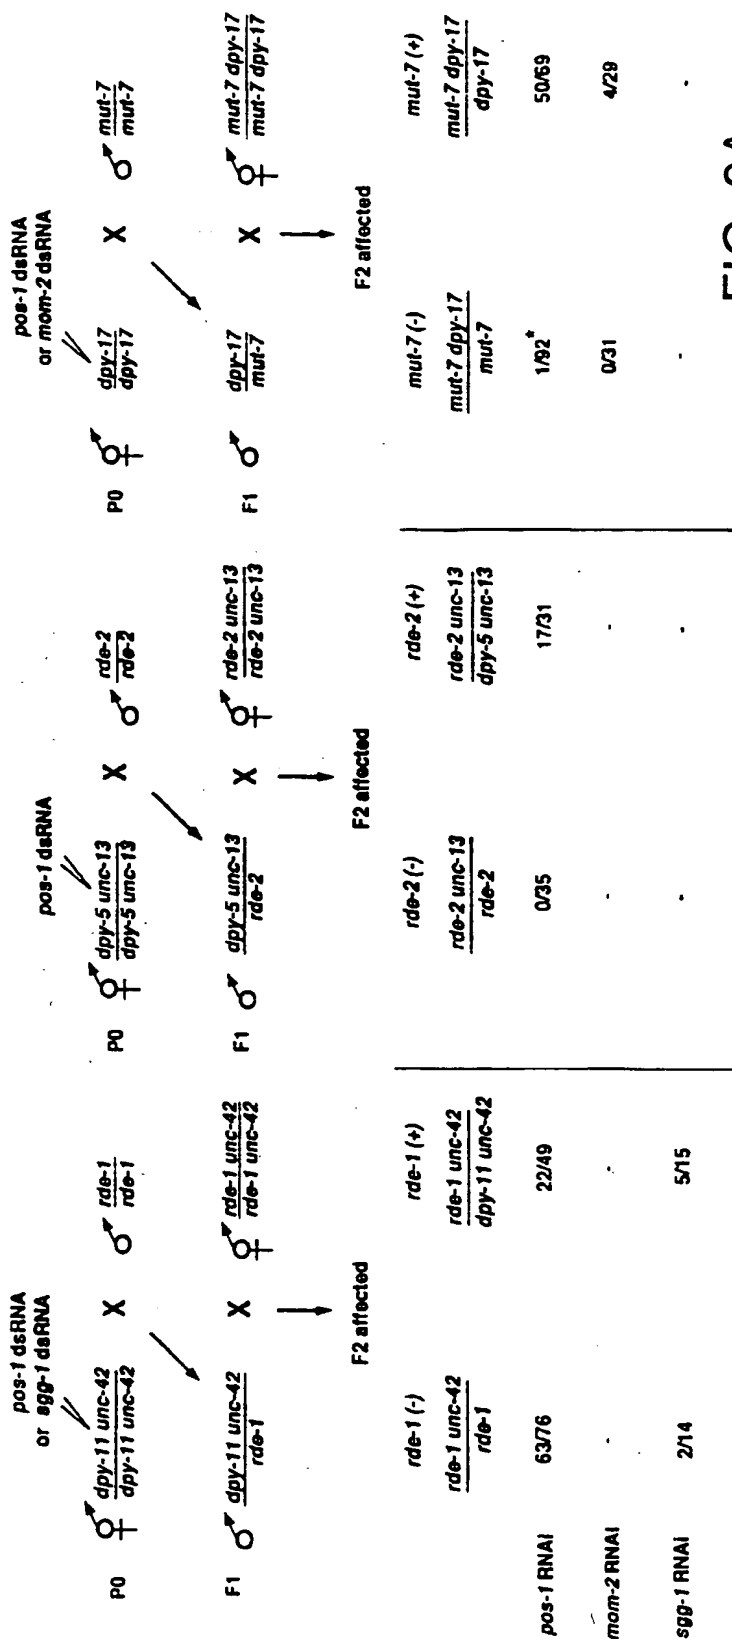 pos-1 dsRNA
or sgg-1 dsRNA
P0
dpy-11 unc-42
dpy-11 unc-42
X
rde-1
rde-1
F1
dpy-11 unc-42
rde-1
X
rde-1 unc-42
rde-1 unc-42
F2 affected
pos-1 dsRNA
P0
dpy-5 unc-13
dpy-5 unc-13
X
rde-2
rde-2
F1
dpy-5 unc-13
rde-2
X
rde-2 unc-13
rde-2 unc-13
F2 affected
pos-1 dsRNA
or mom-2 dsRNA
P0
dpy-17
dpy-17
X
mut-7
mut-7
F1
dpy-17
mut-7
X
mut-7 dpy-17
mut-7 dpy-17
F2 affected
rde-1 (-) rde-1 (+) rde-2 (-) rde-2 (+) mut-7 (-) mut-7 (+)
rde-1 unc-42 rde-1 unc-42 rde-2 unc-13 rde-2 unc-13 mut-7 dpy-17 mut-7 dpy-17
rde-1 dpy-11 unc-42 rde-2 dpy-5 unc-13 mut-7 dpy-17
pos-1 RNAi 63/76 22/49 0/35 17/31 1/92* 50/69
mom-2 RNAi - - - - 0/31 4/29
sgg-1 RNAi 2/14 5/15 - - - -
FIG.